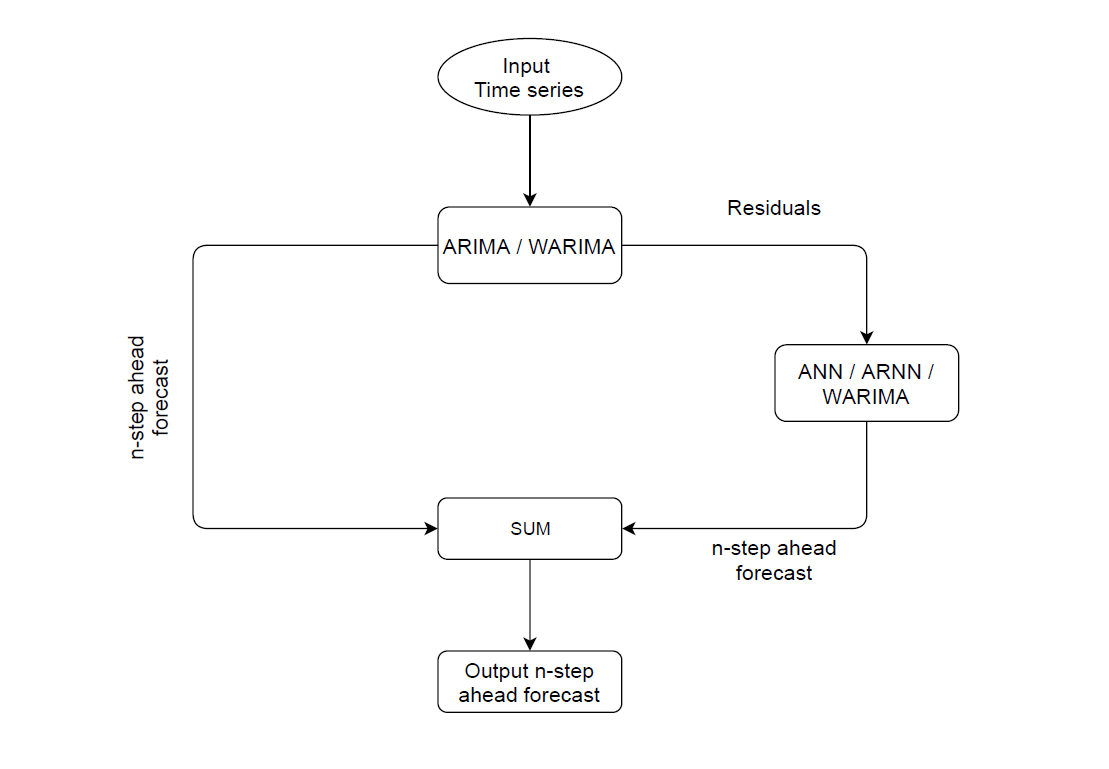 Input
Time series
Residuals
ARIMA / WARIMA
n-step ahead
forecast
ANN / ARNN /
WARIMA
SUM
n-step ahead
forecast
Output n-step
ahead forecast